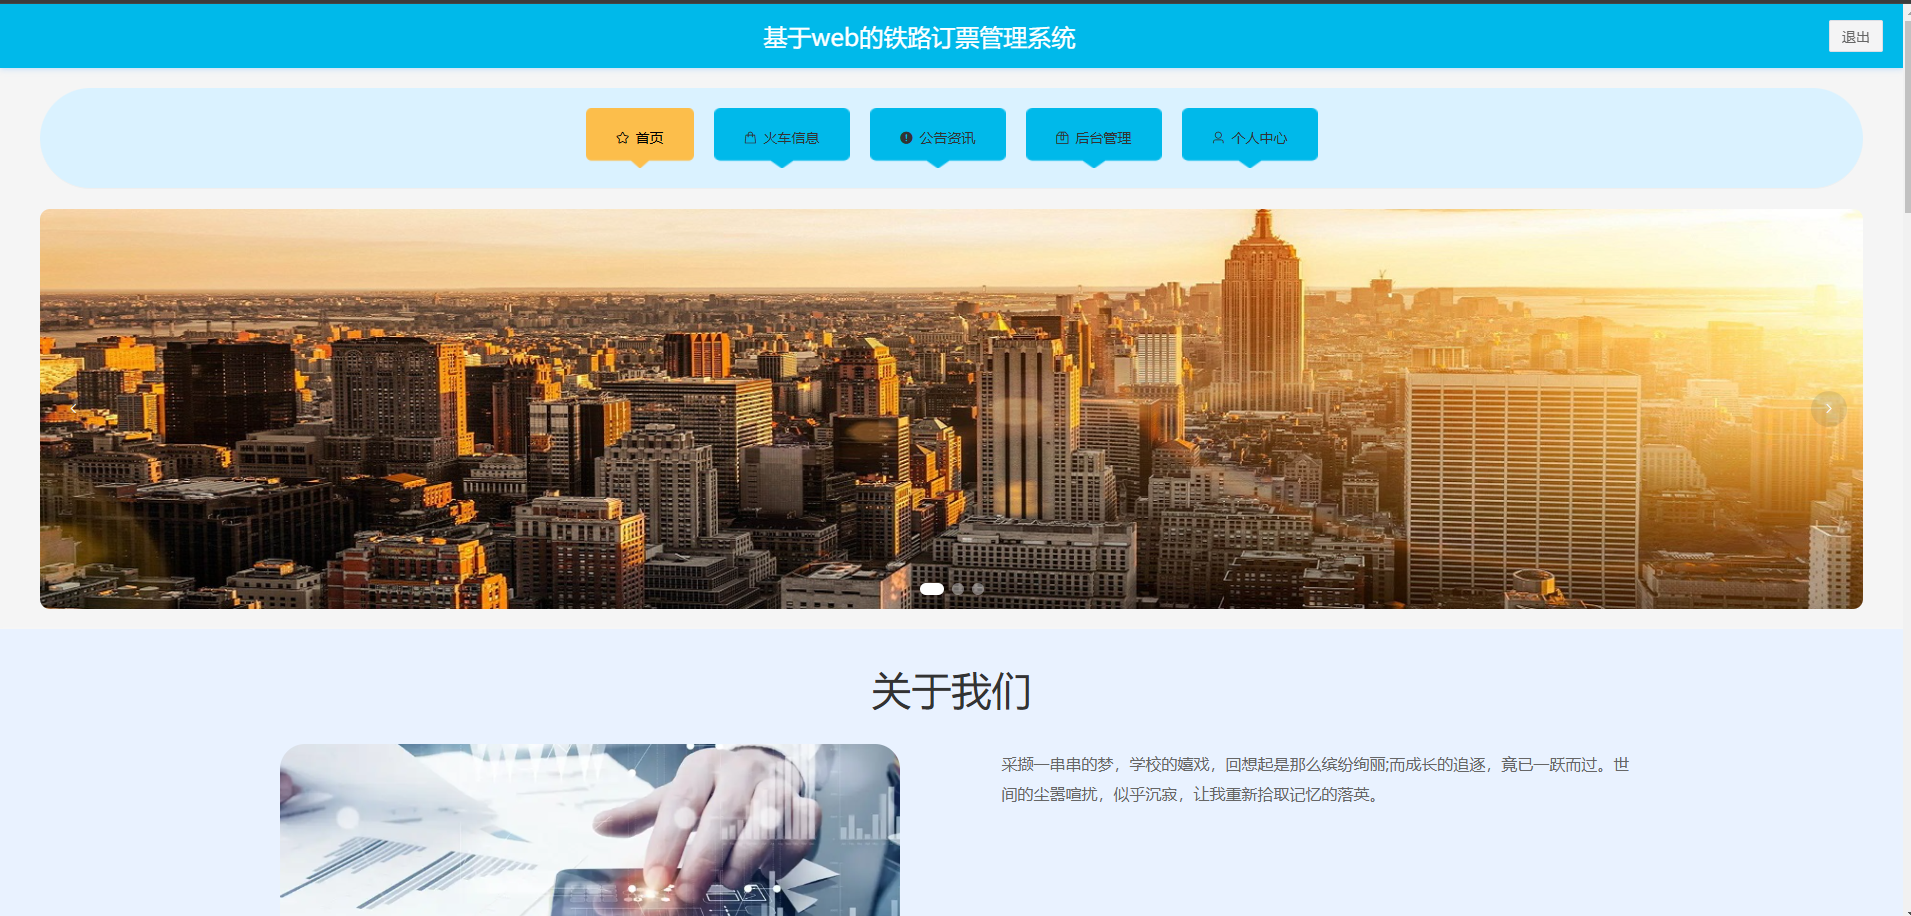 基于web的铁路订票管理系统
退出
首页
火车信息
公告资讯
后台管理
个人中心
关于我们
采撷一串串的梦，学校的嬉戏，回想起是那么缤纷绚丽;而成长的追逐，竟已一跃而过。世
间的尘嚣喧扰，似乎沉寂，让我重新拾取记忆的落英。